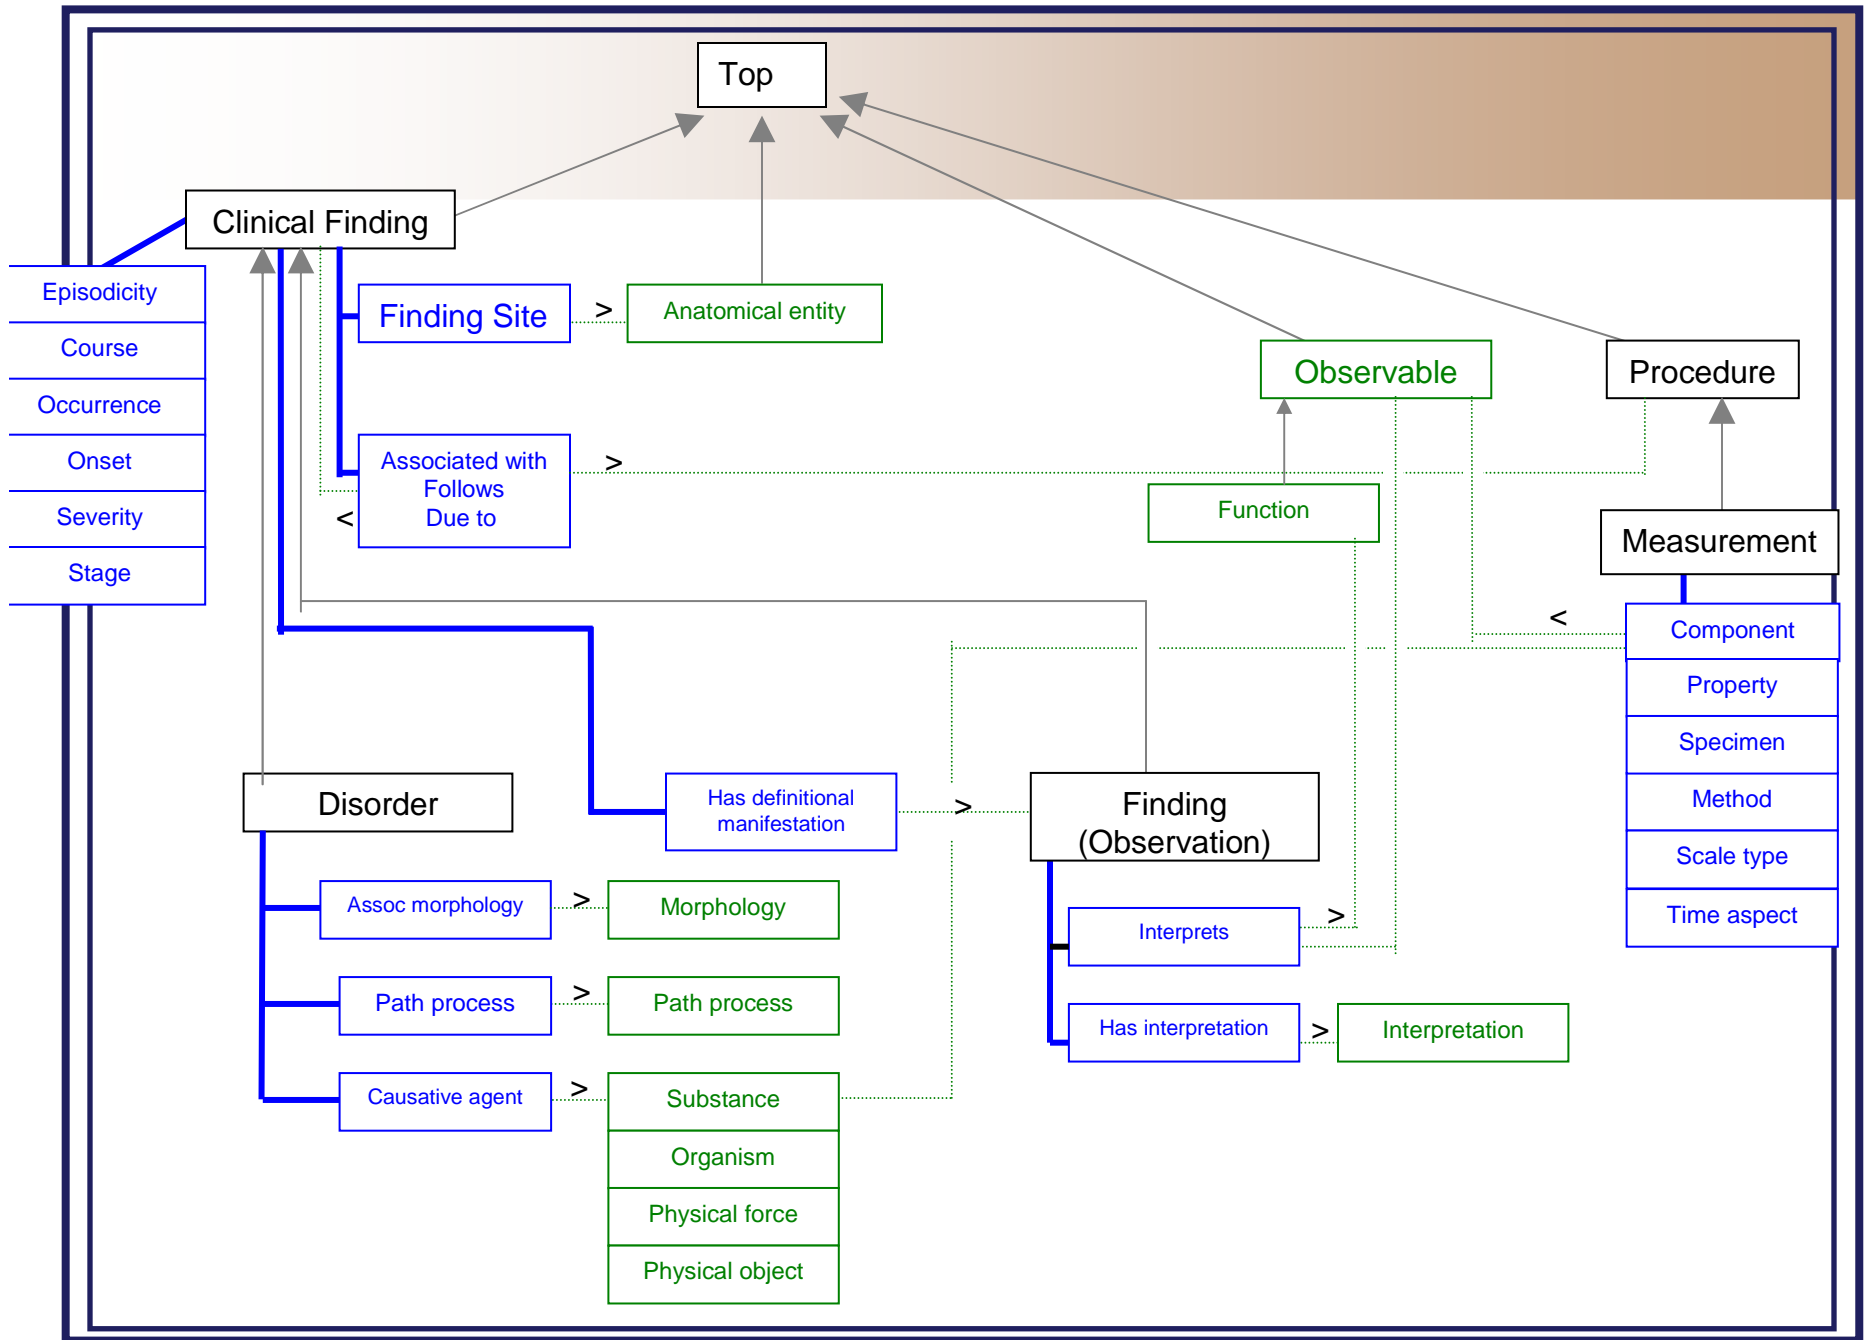 Top
Clinical Finding
Episodicity
Course
Occurrence
Onset
Severity
Stage
Finding Site
>
Anatomical entity
Observable
Procedure
Associated with
Follows
Due to
>
<
Function
Measurement
<
Component
Property
Specimen
Method
Scale type
Time aspect
Disorder
Has definitional
manifestation
>
Finding
(Observation)
Assoc morphology
>
Morphology
Interprets
>
Path process
>
Path process
Has interpretation
>
Interpretation
Causative agent
>
Substance
Organism
Physical force
Physical object